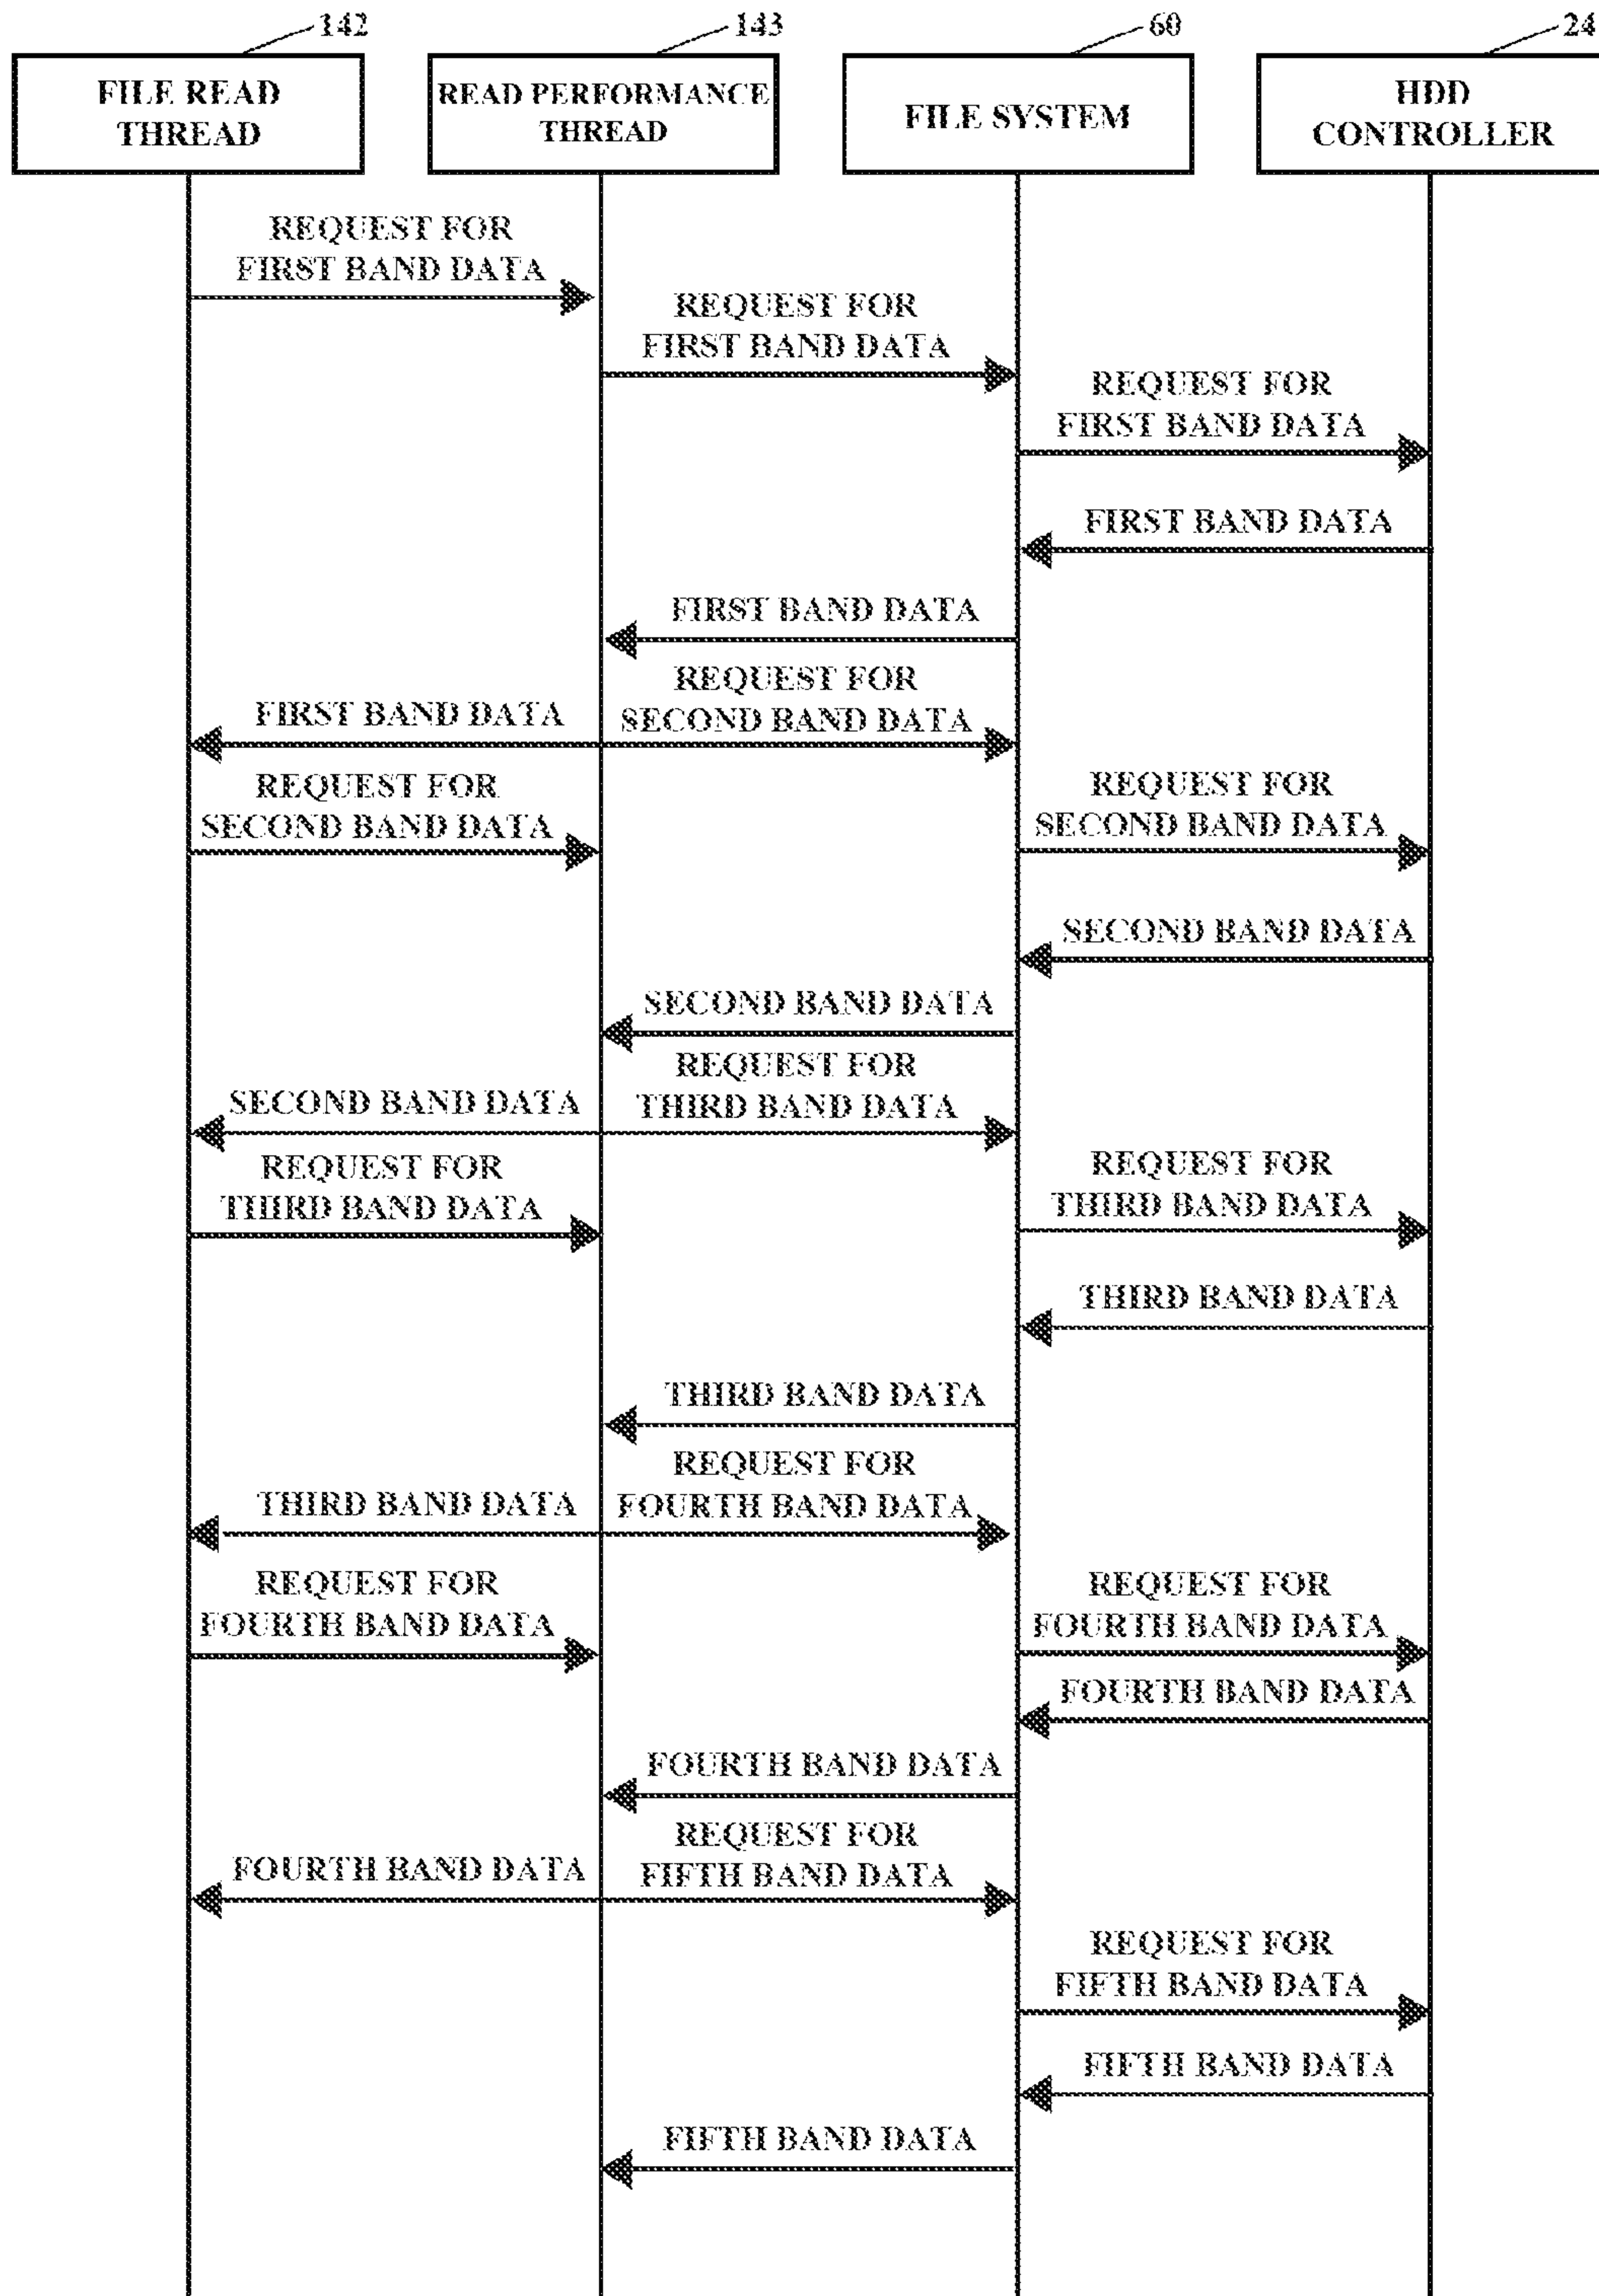 142
143
60
24
FILE READ
THREAD
READ PERFORMANCE
THREAD
FILE SYSTEM
HDD
CONTROLLER
REQUEST FOR
FIRST BAND DATA
REQUEST FOR
FIRST BAND DATA
REQUEST FOR
FIRST BAND DATA
FIRST BAND DATA
FIRST BAND DATA
REQUEST FOR
SECOND BAND DATA
FIRST BAND DATA
REQUEST FOR
SECOND BAND DATA
REQUEST FOR
SECOND BAND DATA
SECOND BAND DATA
SECOND BAND DATA
REQUEST FOR
THIRD BAND DATA
SECOND BAND DATA
REQUEST FOR
THIRD BAND DATA
REQUEST FOR
THIRD BAND DATA
THIRD BAND DATA
THIRD BAND DATA
REQUEST FOR
FOURTH BAND DATA
THIRD BAND DATA
REQUEST FOR
FOURTH BAND DATA
REQUEST FOR
FOURTH BAND DATA
FOURTH BAND DATA
FOURTH BAND DATA
REQUEST FOR
FIFTH BAND DATA
FOURTH BAND DATA
REQUEST FOR
FIFTH BAND DATA
FIFTH BAND DATA
FIFTH BAND DATA